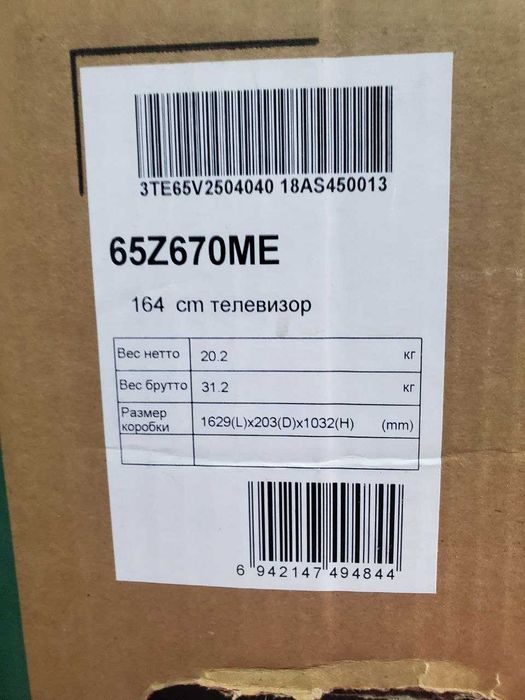 3TE65V2504040 18AS450013
65Z670ME
164 cm телевизор
Вес нетто 20.2 кг
Вес брутто 31.2 кг
Размер коробки 1629(L)x203(D)x1032(H) (mm)
6 942147 494844